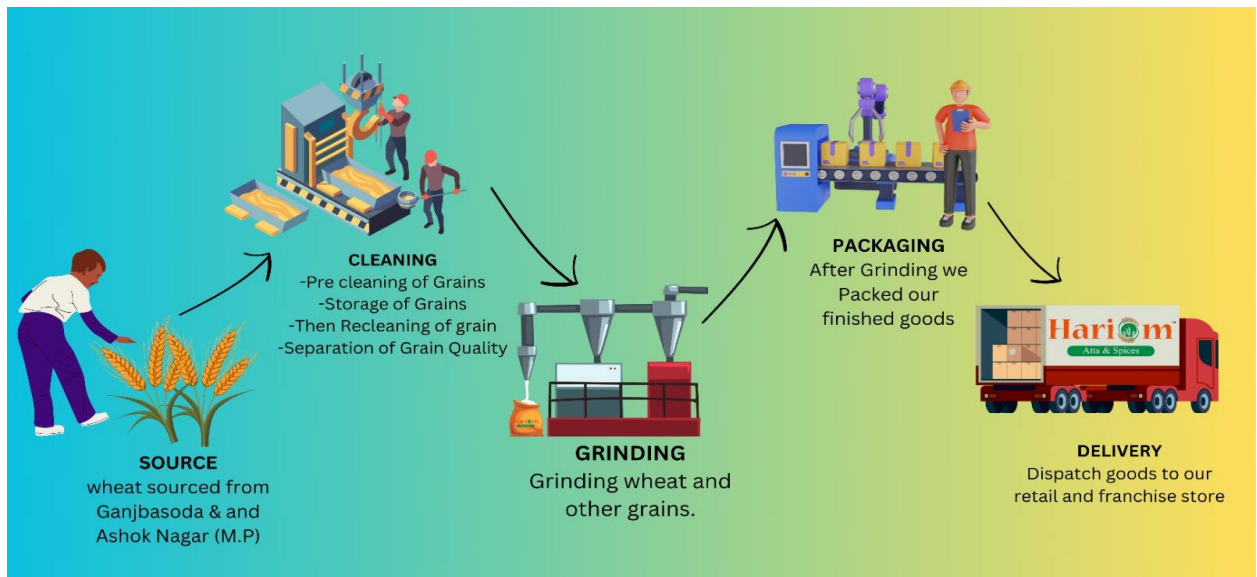 SOURCE
wheat sourced from
Ganjbasoda & and
Ashok Nagar (M.P)
CLEANING
-Pre cleaning of Grains
-Storage of Grains
-Then Recleaning of grain
-Separation of Grain Quality
HariOm
GRINDING
Grinding wheat and
other grains.
PACKAGING
After Grinding we
Packed our
finished goods
HariOm™
Atta & Spices
DELIVERY
Dispatch goods to our
retail and franchise store